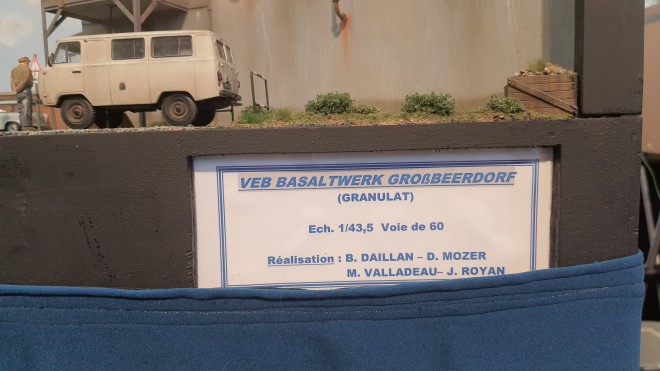 VEB BASALTWERK GROßBEERDORF
(GRANULAT)
Ech. 1/43,5 Voie de 60
Réalisation : B. DAILLAN – D. MOZER
M. VALLADEAU– J. ROYAN